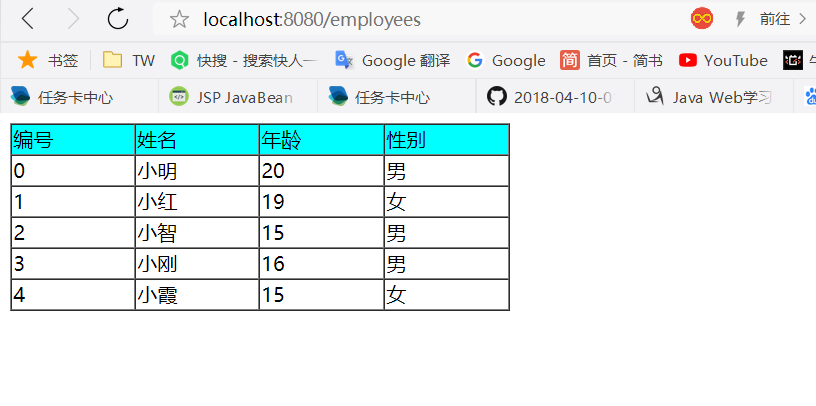 localhost:8080/employees 前往
书签 TW 快搜 - 搜索快人一 Google 翻译 Google 首页 - 简书 YouTube
任务卡中心 JSP JavaBean 任务卡中心 2018-04-10-0 Java Web学习
编号 姓名 年龄 性别
0 小明 20 男
1 小红 19 女
2 小智 15 男
3 小刚 16 男
4 小霞 15 女